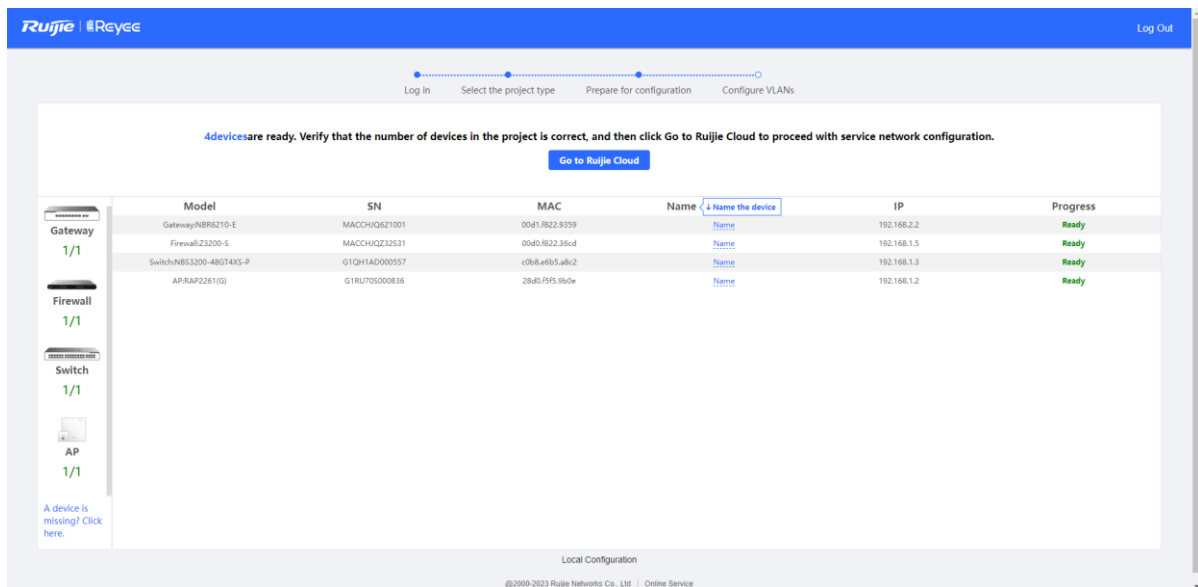 Ruijie | Reyee
Log Out
Log in Select the project type Prepare for configuration Configure VLANs
4devicesare ready. Verify that the number of devices in the project is correct, and then click Go to Ruijie Cloud to proceed with service network configuration.
Go to Ruijie Cloud
Model SN MAC Name ↓ Name the device IP Progress
Gateway:NBR6210-E MACCHJQ621001 00d1.f822.9359 Name 192.168.2.2 Ready
Firewall:Z3200-S MACCHJQZ32S31 00d0.f822.36cd Name 192.168.1.5 Ready
Switch:NBS3200-48GT4XS-P G1QH1AD000557 c0b8.e6b5.a8c2 Name 192.168.1.3 Ready
AP:RAP2261(G) G1RU70S000836 28d0.f5f5.9b0e Name 192.168.1.2 Ready
Gateway
1/1
Firewall
1/1
Switch
1/1
AP
1/1
A device is
missing? Click
here.
Local Configuration
@2000-2023 Ruijie Networks Co., Ltd | Online Service